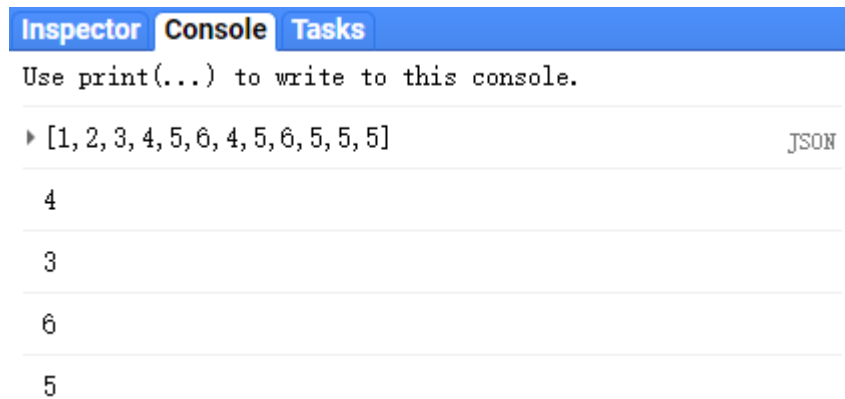 Inspector Console Tasks
Use print(...) to write to this console.
[1,2,3,4,5,6,4,5,6,5,5,5] JSON
4
3
6
5